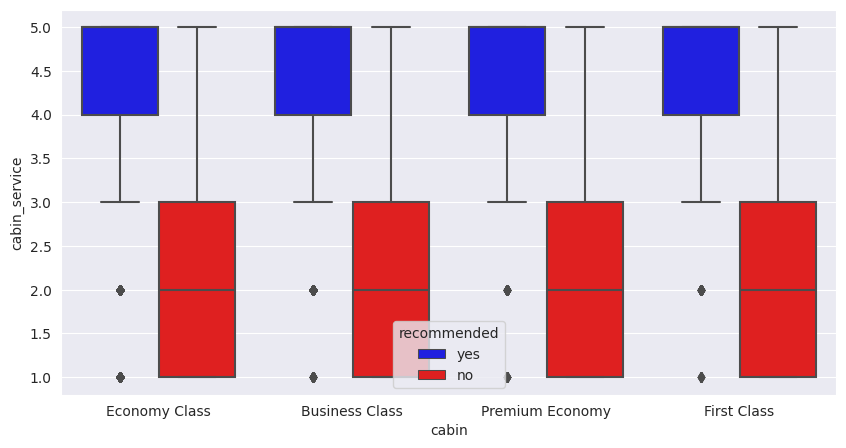 5.0
4.5
4.0
3.5
3.0
2.5
2.0
1.5
1.0
cabin_service
recommended
yes
no
Economy Class Business Class Premium Economy First Class
cabin